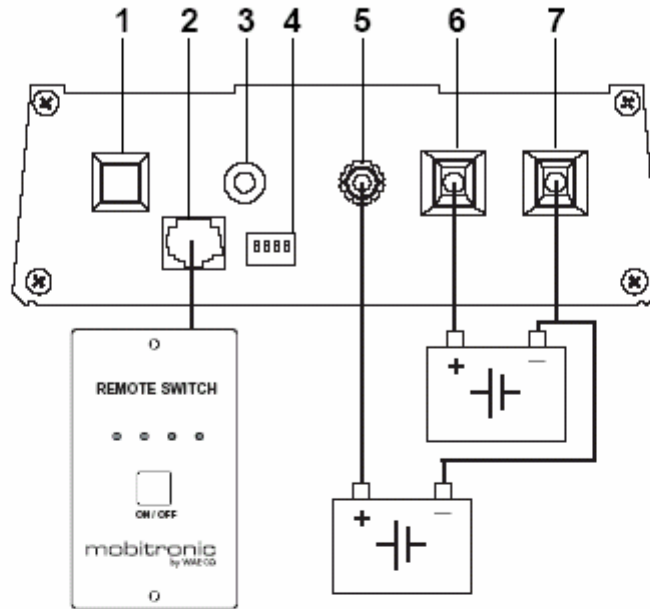 1 2 3 4 5 6 7
REMOTE SWITCH
+ −
ON / OFF
+ −
mobitronic
by WAECO